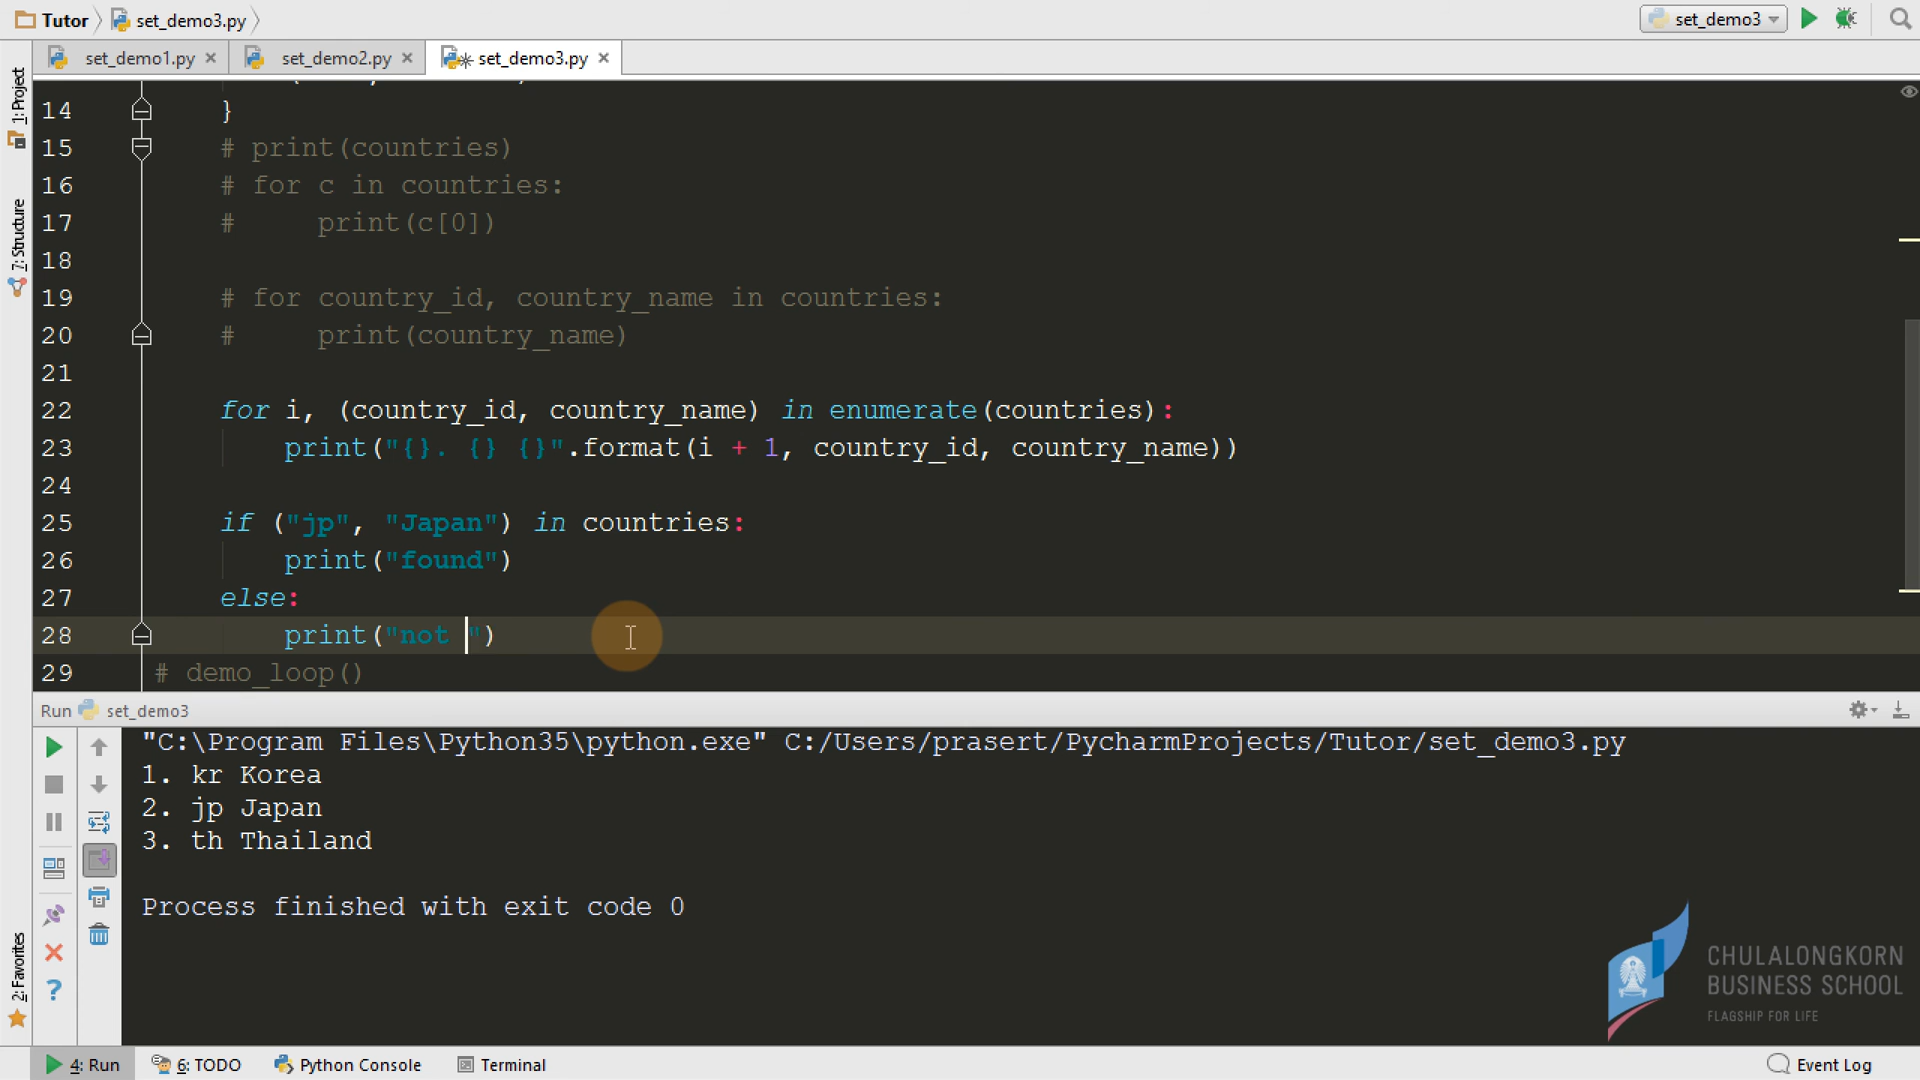 Tutor set_demo3.py set_demo3
set_demo1.py set_demo2.py set_demo3.py
1: Project
7: Structure
2: Favorites
14 }
15 # print(countries)
16 # for c in countries:
17 #     print(c[0])
18
19 # for country_id, country_name in countries:
20 #     print(country_name)
21
22 for i, (country_id, country_name) in enumerate(countries):
23     print("{}. {} {}".format(i + 1, country_id, country_name))
24
25 if ("jp", "Japan") in countries:
26     print("found")
27 else:
28     print("not ")
29 # demo_loop()
Run set_demo3
"C:\Program Files\Python35\python.exe" C:/Users/prasert/PycharmProjects/Tutor/set_demo3.py
1. kr Korea
2. jp Japan
3. th Thailand
Process finished with exit code 0
CHULALONGKORN
BUSINESS SCHOOL
FLAGSHIP FOR LIFE
4: Run 6: TODO Python Console Terminal Event Log